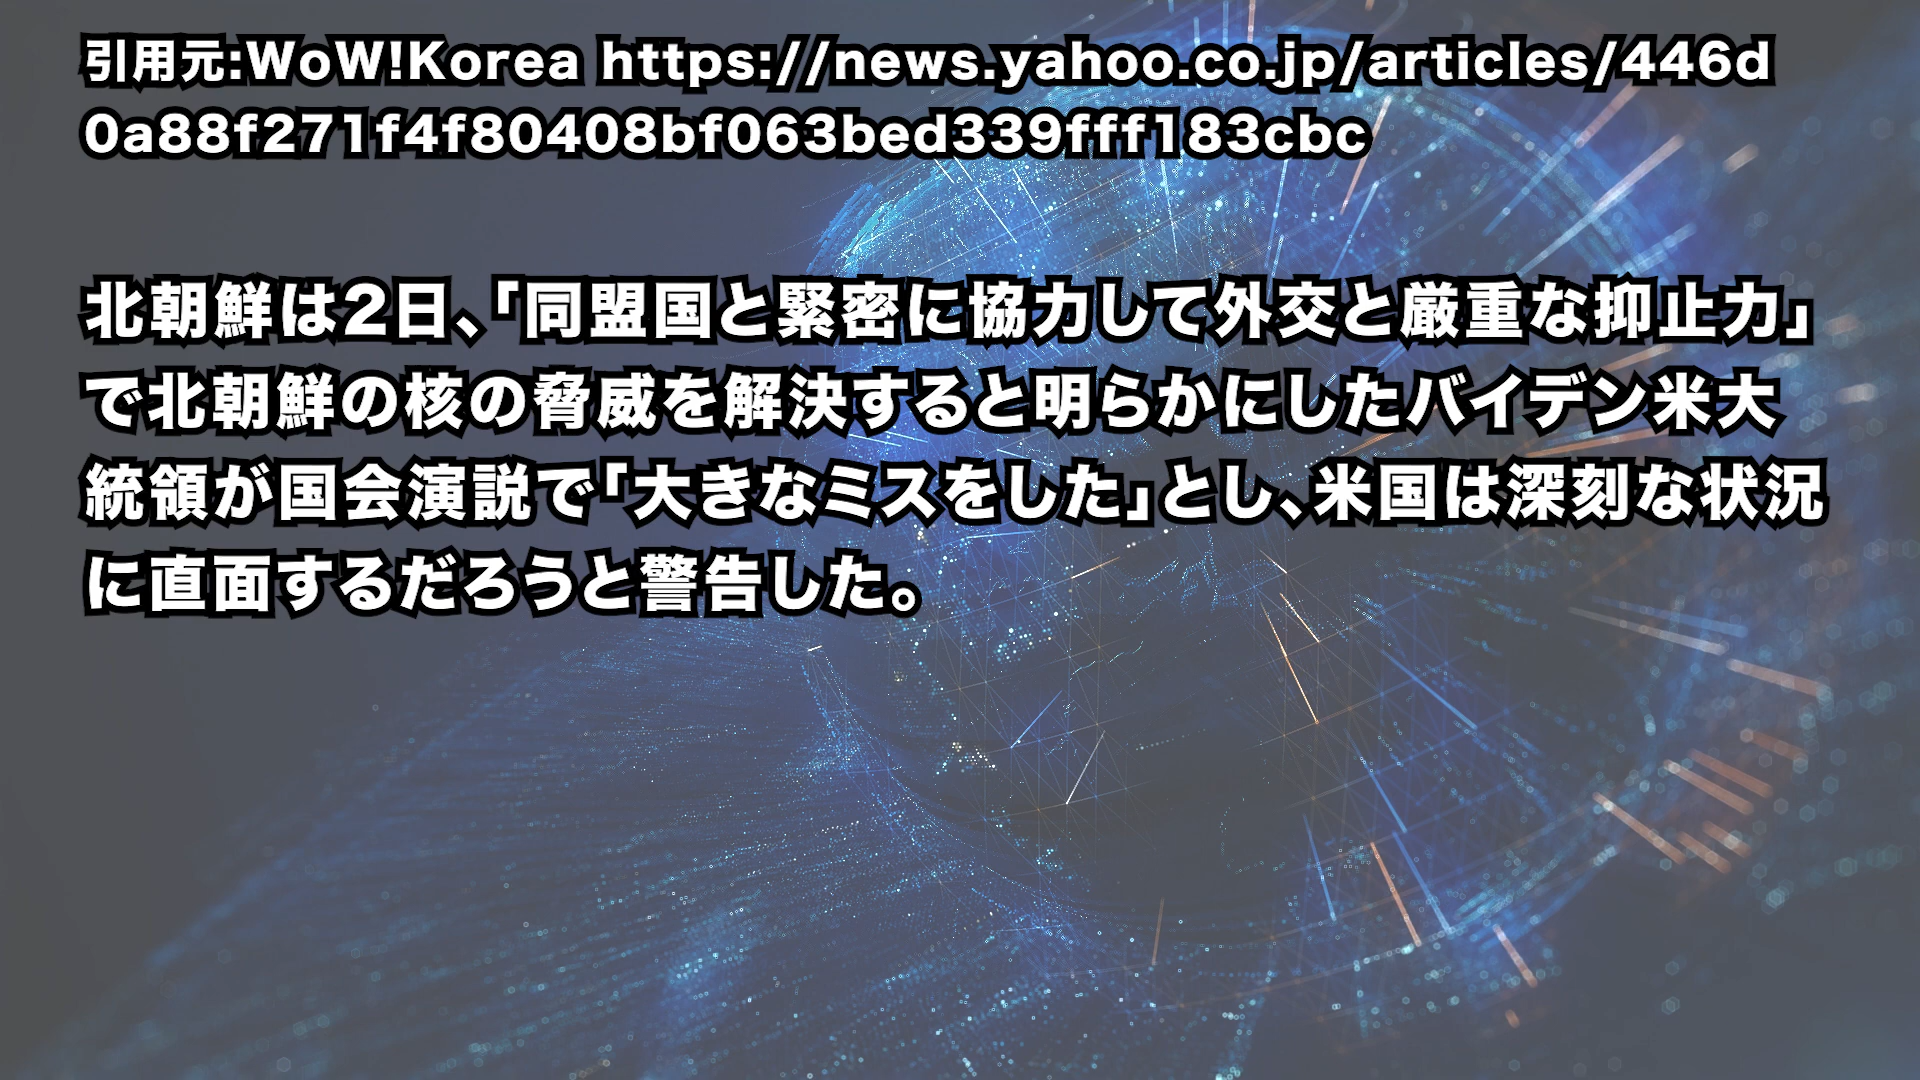 引用元:WoW!Korea https://news.yahoo.co.jp/articles/446d
0a88f271f4f80408bf063bed339fff183cbc
北朝鮮は2日、「同盟国と緊密に協力して外交と厳重な抑止力」
で北朝鮮の核の脅威を解決すると明らかにしたバイデン米大
統領が国会演説で「大きなミスをした」とし、米国は深刻な状況
に直面するだろうと警告した。